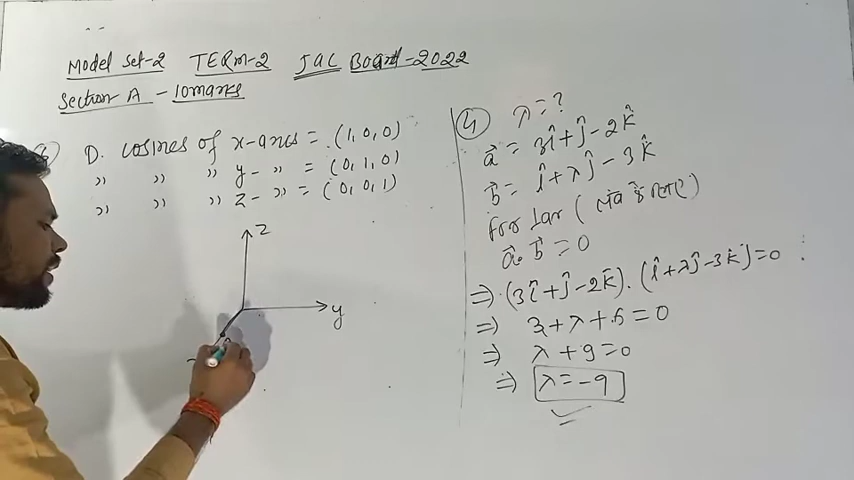 Model Set-2 TERM-2 JAC Board-2022
Section A - 10marks
D. cosines of x-axis = (1, 0, 0)
,, ,, ,, y- ,, = (0, 1, 0)
,, ,, ,, z- ,, = (0, 0, 1)
z
y
4 λ = ?
a⃗ = 3î + ĵ - 2k̂
b⃗ = î + λĵ - 3k̂
for lar (
a⃗ . b⃗ = 0
⇒ (3î + ĵ - 2k̂) . (î + λĵ - 3k̂) = 0
⇒ 3 + λ + 6 = 0
⇒ λ + 9 = 0
⇒ λ = -9